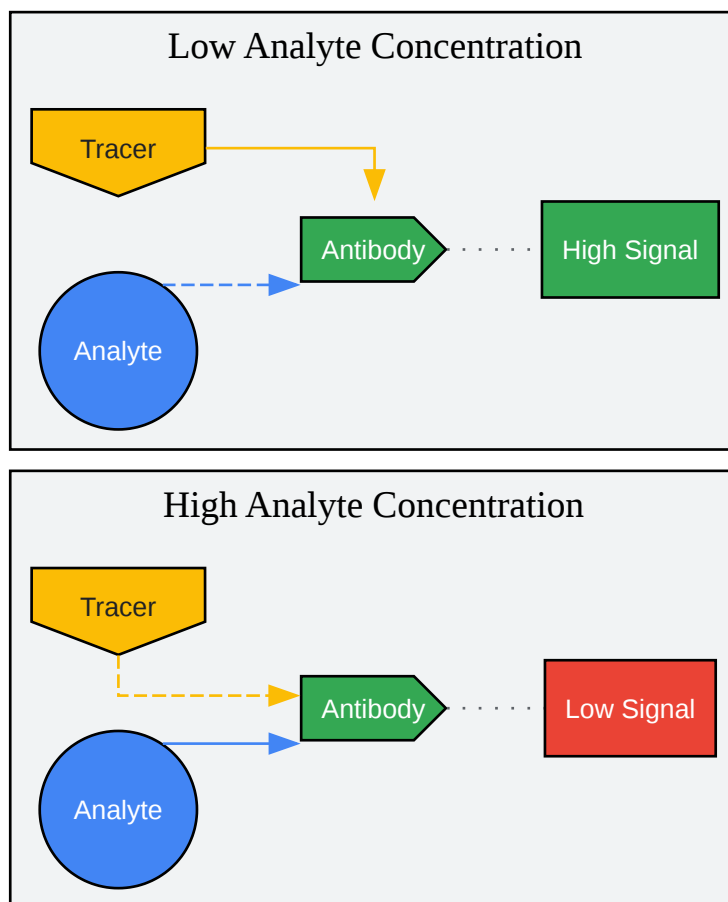 Low Analyte Concentration
Tracer
Antibody
High Signal
Analyte
High Analyte Concentration
Tracer
Antibody
Low Signal
Analyte